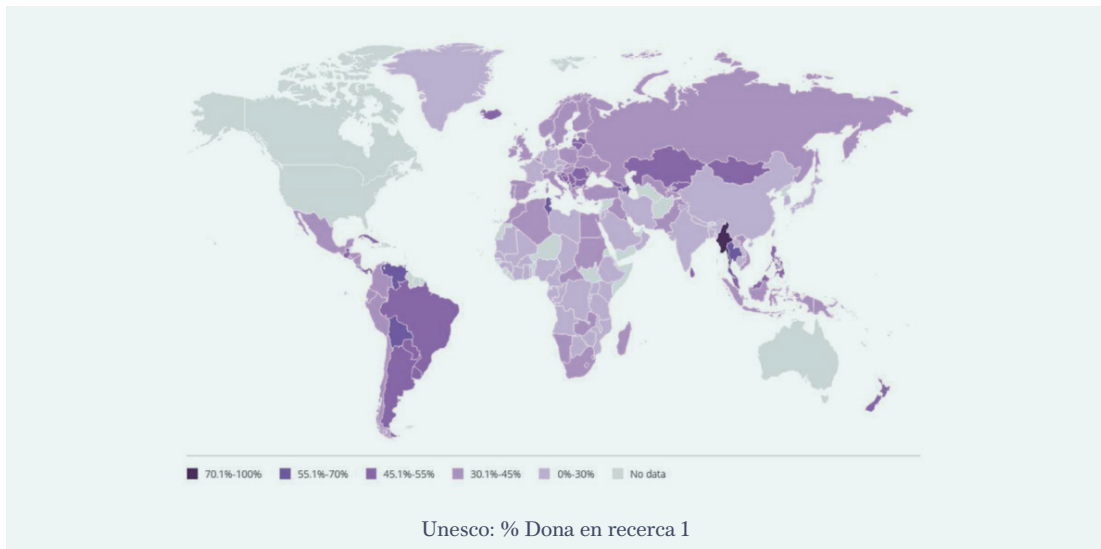 70.1%-100% 55.1%-70% 45.1%-55% 30.1%-45% 0%-30% No data
Unesco: % Dona en recerca 1